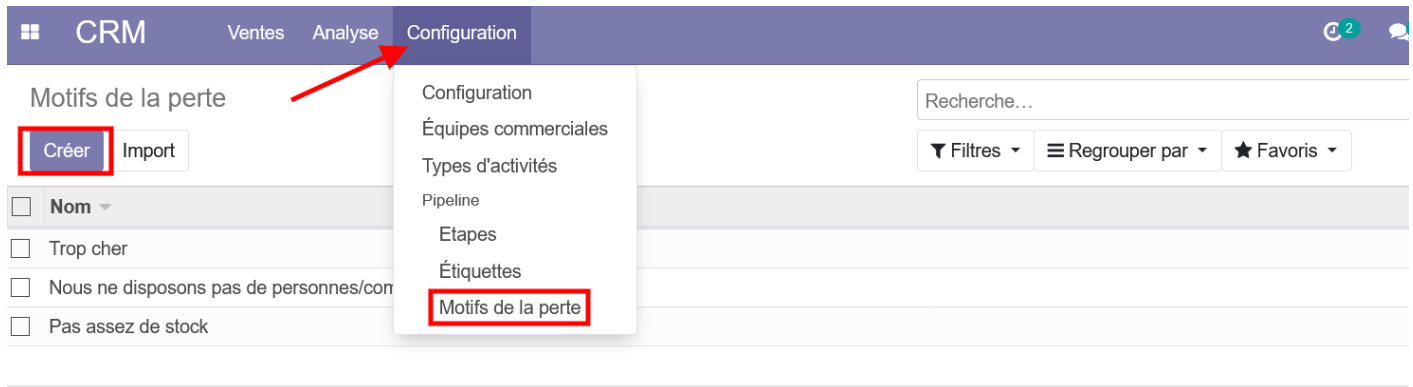 CRM Ventes Analyse Configuration 2
Motifs de la perte
Créer Import
Configuration
Équipes commerciales
Types d'activités
Pipeline
Etapes
Étiquettes
Motifs de la perte
Recherche...
Filtres Regrouper par Favoris
Nom
Trop cher
Nous ne disposons pas de personnes/
Pas assez de stock